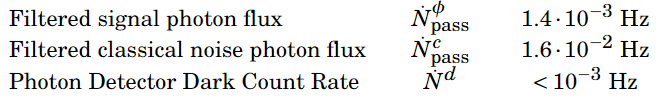 Filtered signal photon flux Ṅ^ϕ_pass 1.4·10⁻³ Hz
Filtered classical noise photon flux Ṅ^c_pass 1.6·10⁻² Hz
Photon Detector Dark Count Rate Ṅ^d < 10⁻³ Hz